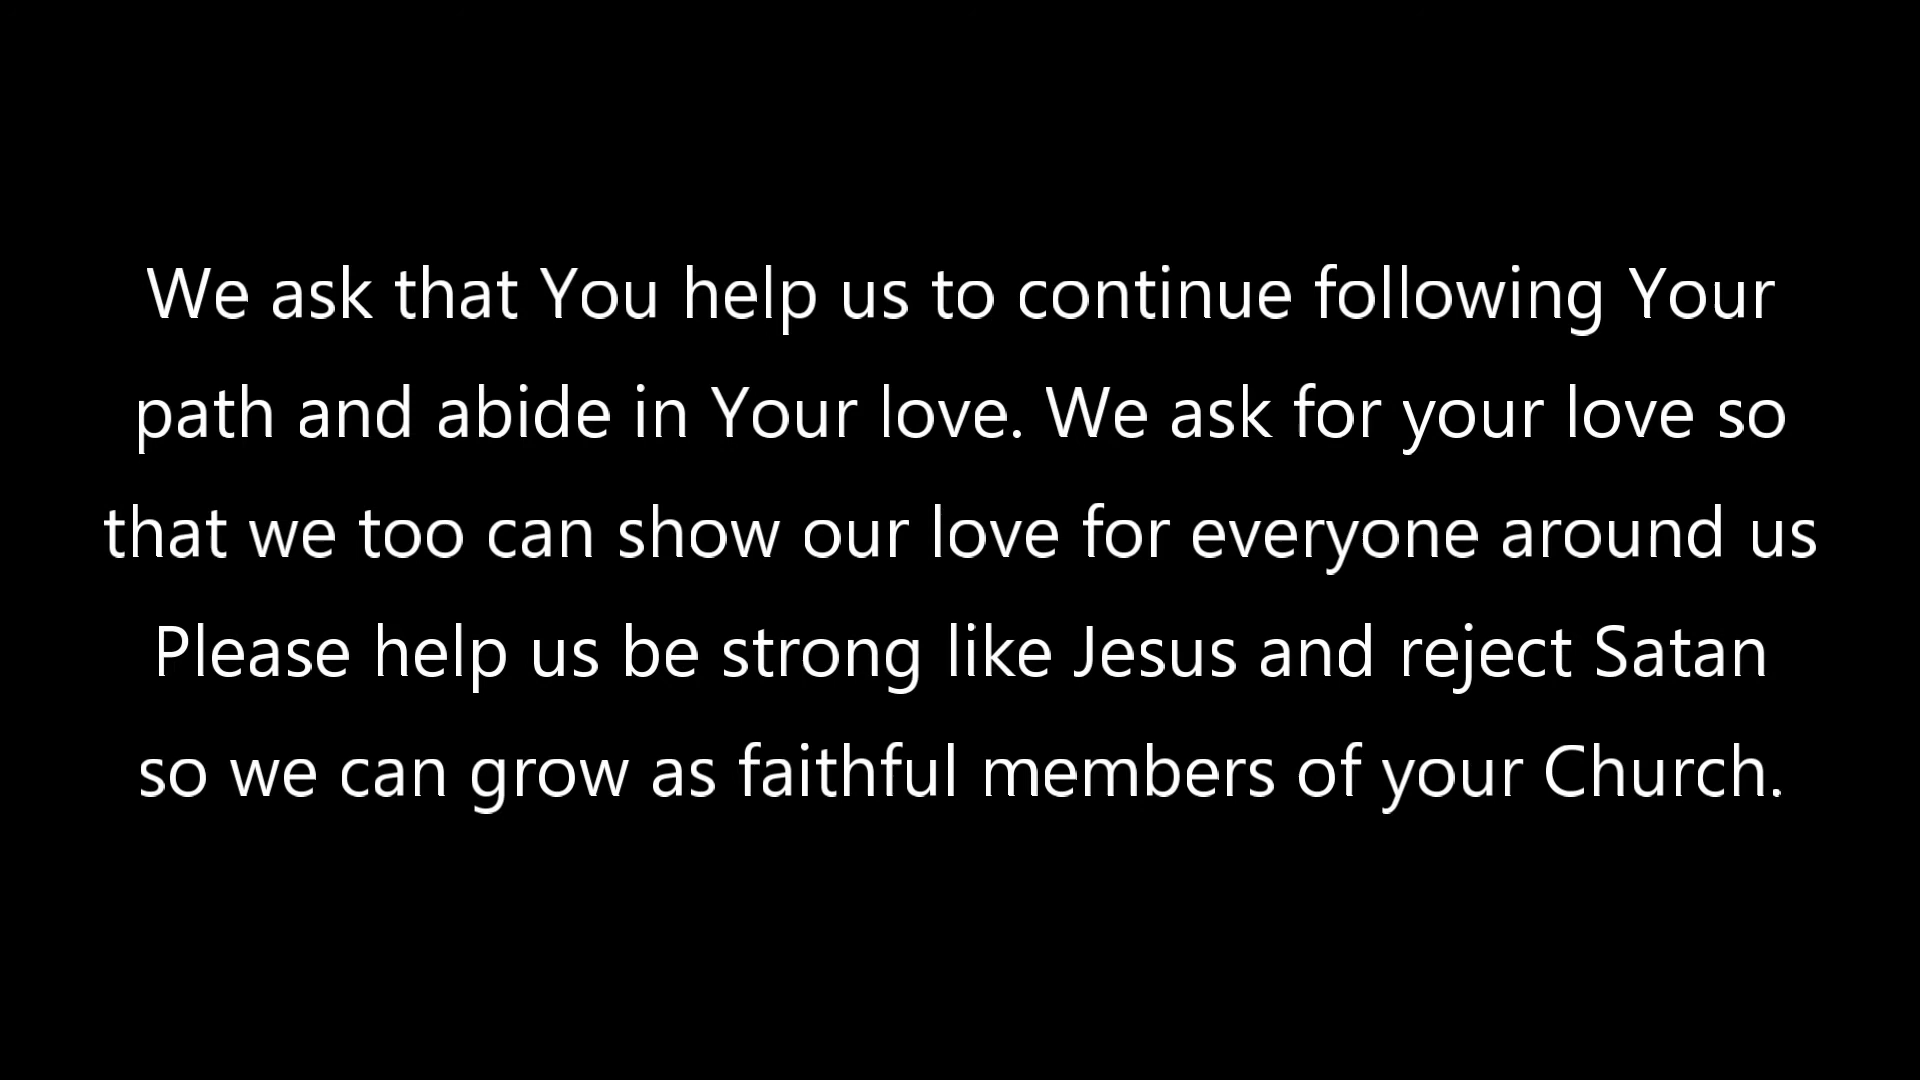 We ask that You help us to continue following Your
path and abide in Your love. We ask for your love so
that we too can show our love for everyone around us
Please help us be strong like Jesus and reject Satan
so we can grow as faithful members of your Church.